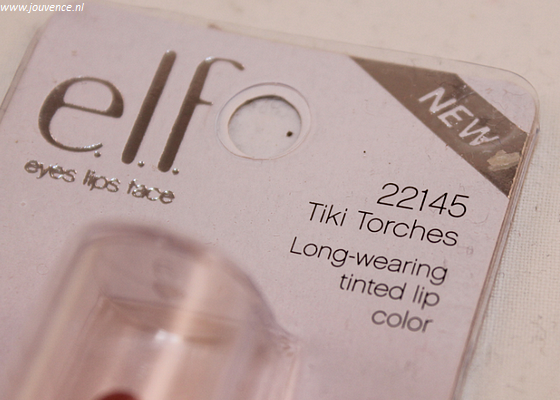 www.jouvence.nl
e.l.f.
eyes lips face
NEW
22145
Tiki Torches
Long-wearing
tinted lip
color